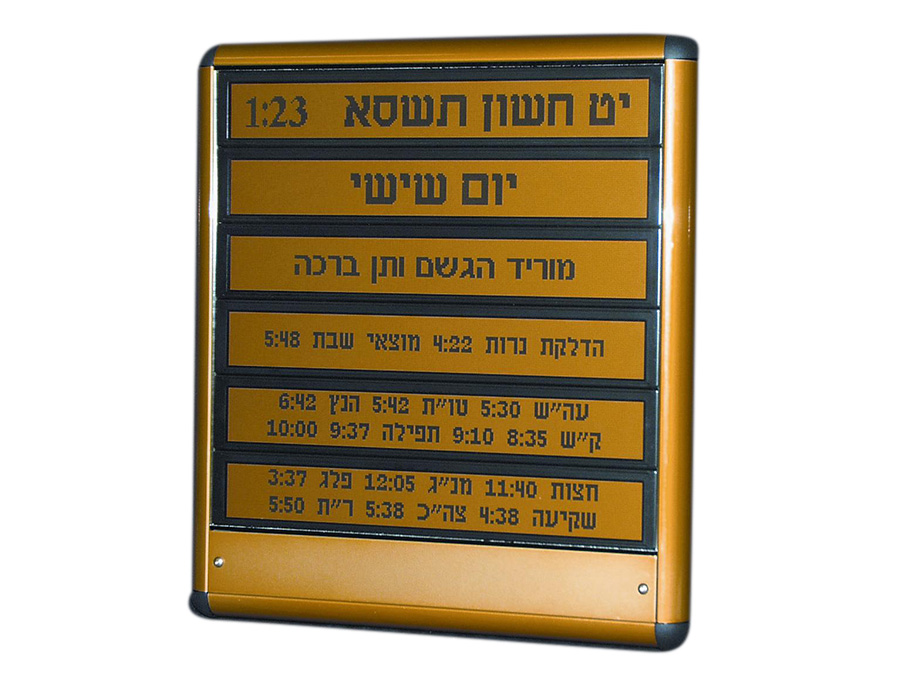 יט חשון תשסא 1:23
יום שישי
מוריד הגשם ותן ברכה
הדלקת נרות 4:22 מוצאי שבת 5:48
עה״ש 5:30 טו״ת 5:42 הנץ 6:42
ק״ש 8:35 9:10 תפילה 9:37 10:00
חצות 11:40 מנ״ג 12:05 פלג 3:37
שקיעה 4:38 צה״כ 5:38 ר״ת 5:50